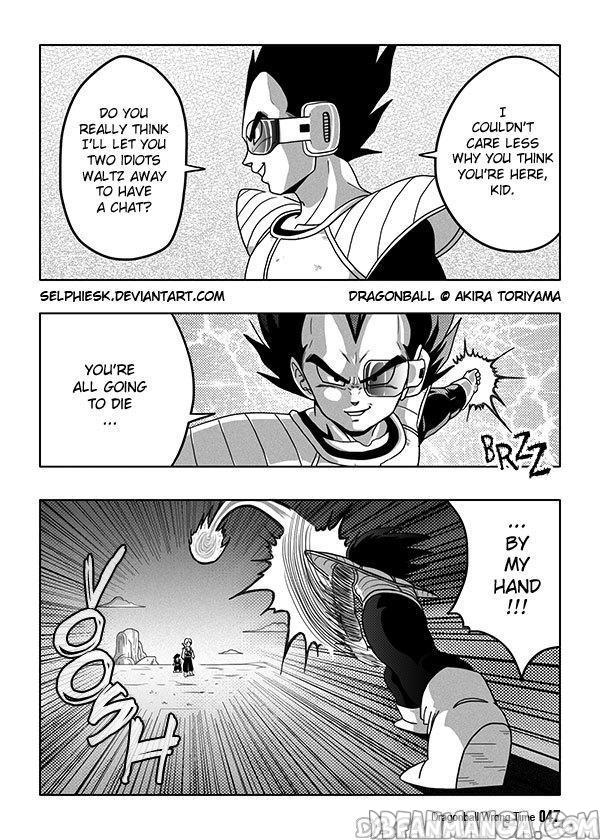 I
COULDN'T
CARE LESS
WHY YOU THINK
YOU'RE HERE,
KID.
DO YOU
REALLY THINK
I'LL LET YOU
TWO IDIOTS
WALTZ AWAY
TO HAVE
A CHAT?
SELPHIESK.DEVIANTART.COM
DRAGONBALL © AKIRA TORIYAMA
YOU'RE
ALL GOING
TO DIE
...
BRZZ
...
BY
MY
HAND
!!!
VOOSH
Dragonball Wrong Time 047
DBFANMANGA.COM